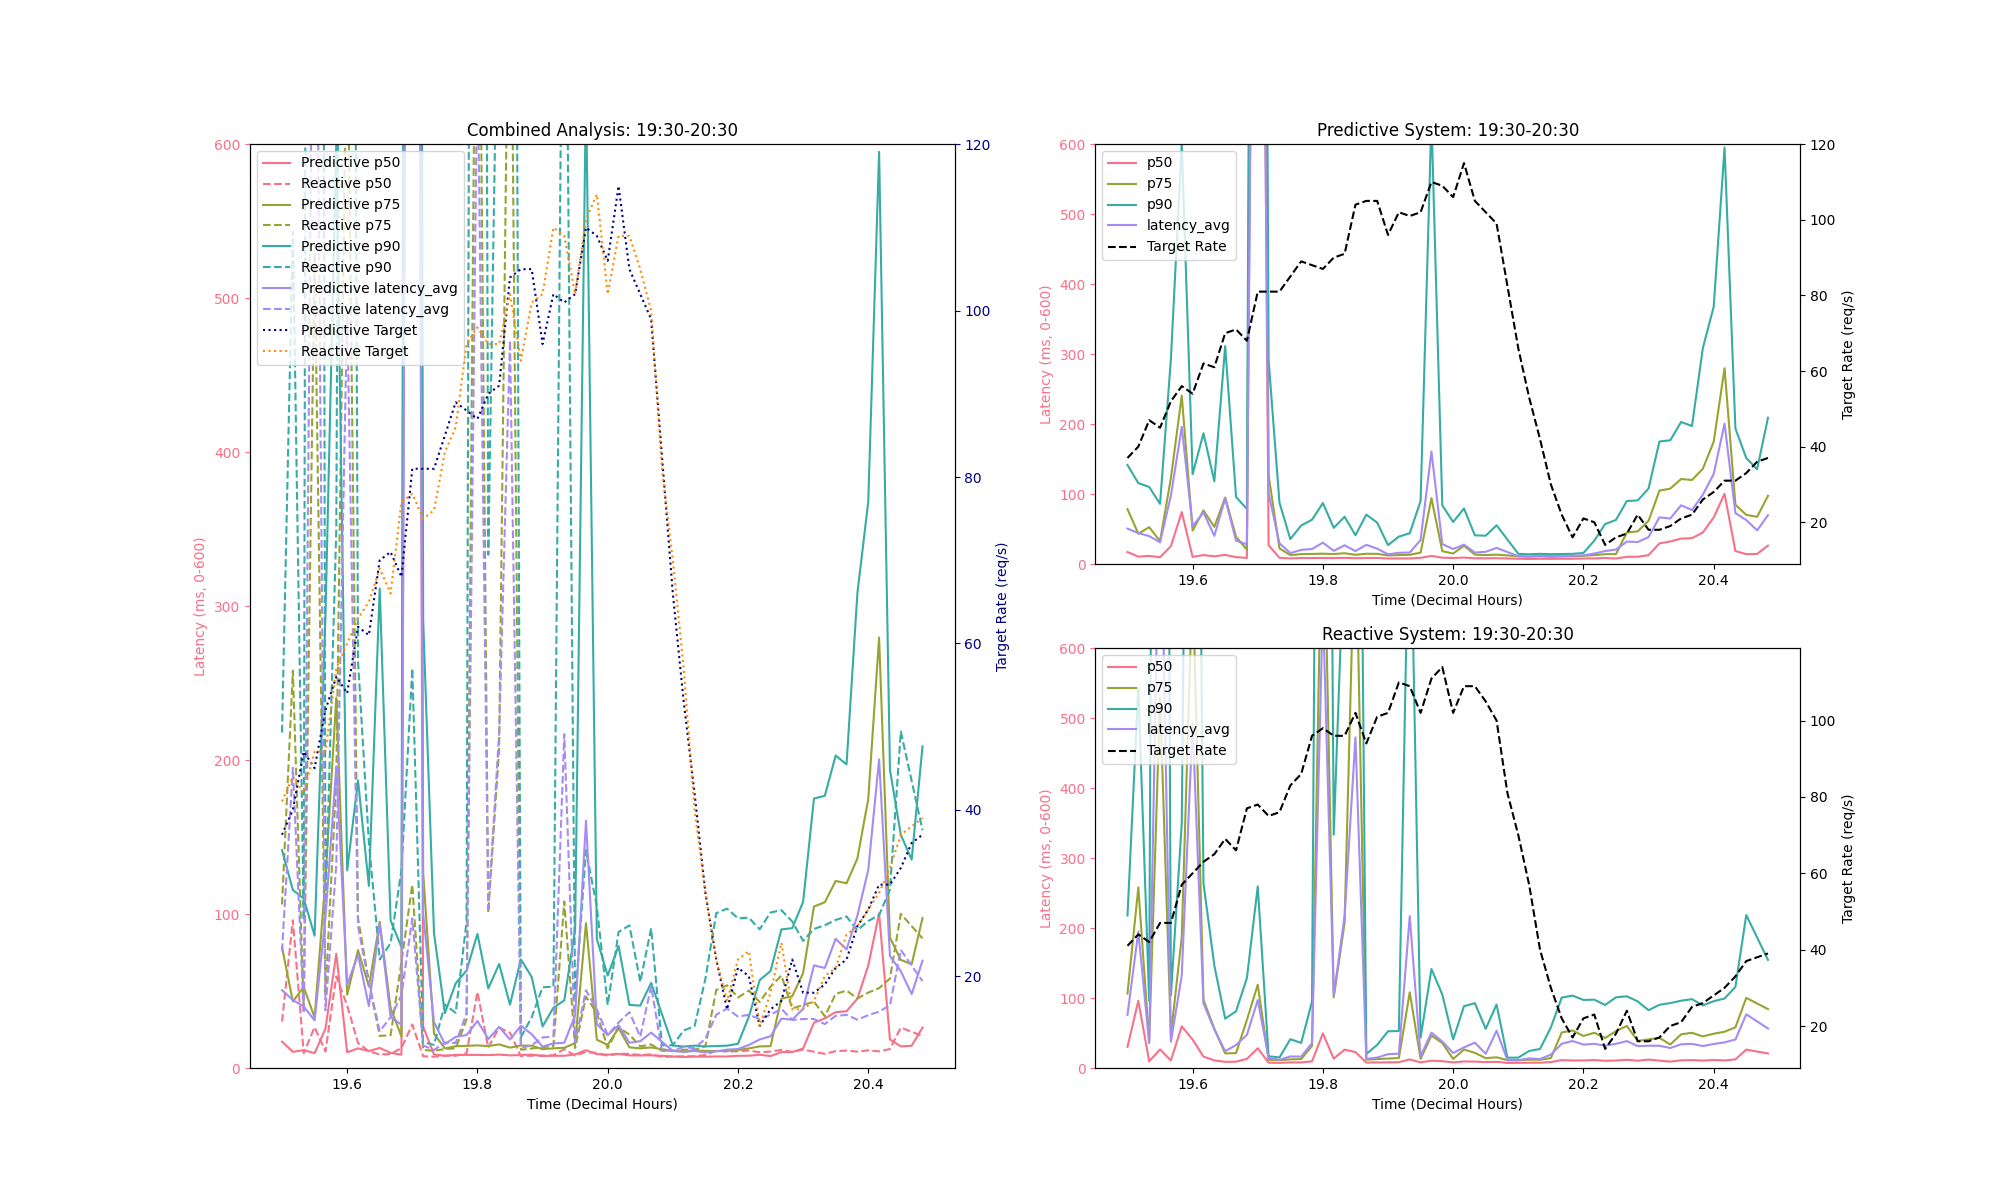 Combined Analysis: 19:30-20:30
600
500
400
300
200
100
0
Latency (ms, 0-600)
Predictive p50
Reactive p50
Predictive p75
Reactive p75
Predictive p90
Reactive p90
Predictive latency_avg
Reactive latency_avg
Predictive Target
Reactive Target
120
100
80
60
40
20
Target Rate (req/s)
19.6 19.8 20.0 20.2 20.4
Time (Decimal Hours)
Predictive System: 19:30-20:30
600
500
400
300
200
100
0
Latency (ms, 0-600)
p50
p75
p90
latency_avg
Target Rate
120
100
80
60
40
20
Target Rate (req/s)
19.6 19.8 20.0 20.2 20.4
Time (Decimal Hours)
Reactive System: 19:30-20:30
600
500
400
300
200
100
0
Latency (ms, 0-600)
p50
p75
p90
latency_avg
Target Rate
100
80
60
40
20
Target Rate (req/s)
19.6 19.8 20.0 20.2 20.4
Time (Decimal Hours)